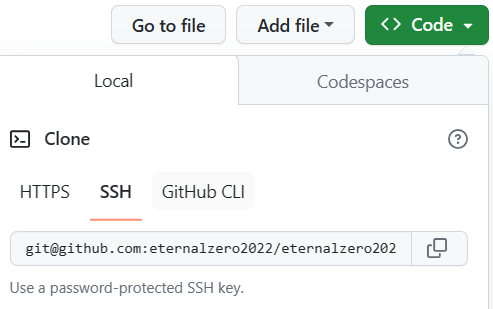 Go to file Add file <> Code
Local Codespaces
Clone
HTTPS SSH GitHub CLI
git@github.com:eternalzero2022/eternalzero202
Use a password-protected SSH key.